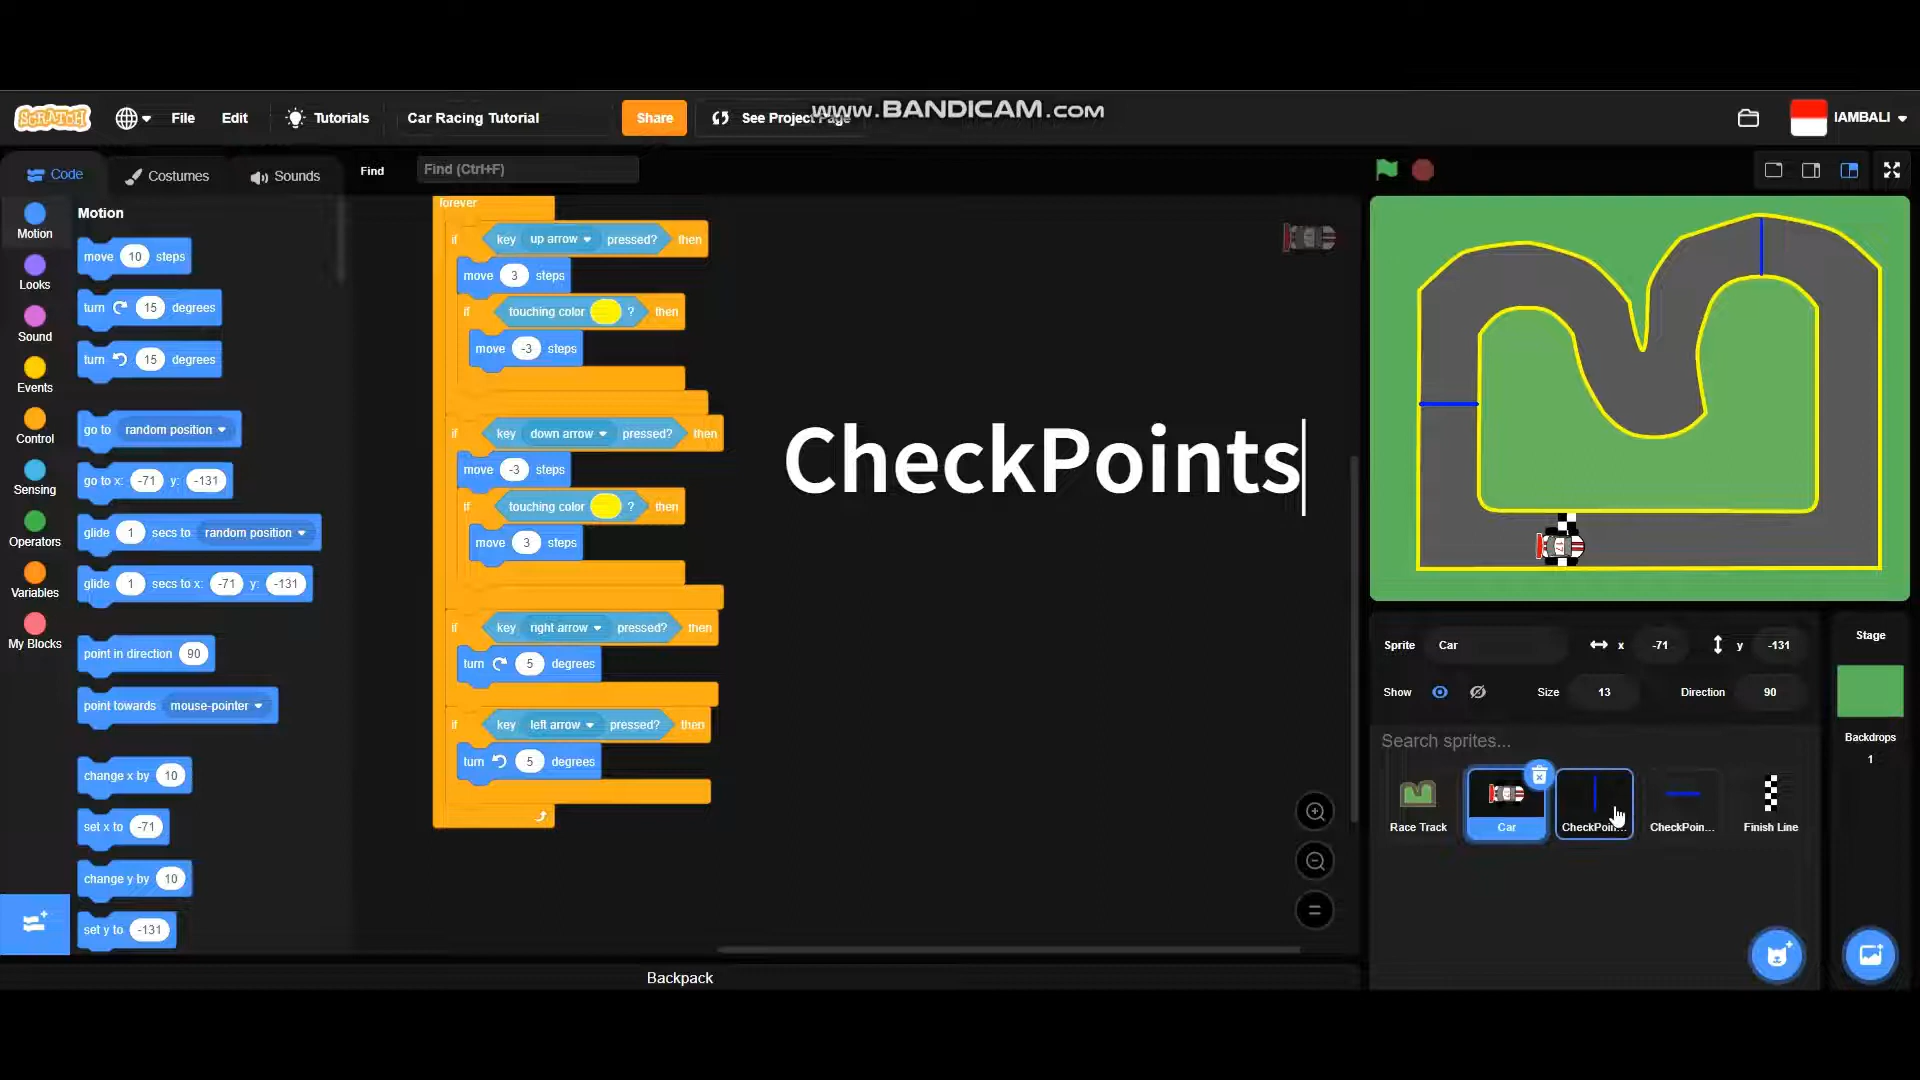 www.BANDICAM.com
SCRATCH
File
Edit
Tutorials
Car Racing Tutorial
Share
See Project Page
IAMBALI
Code
Costumes
Sounds
Find
Find (Ctrl+F)
Motion
Looks
Sound
Events
Control
Sensing
Operators
Variables
My Blocks
Motion
move 10 steps
turn 15 degrees
turn 15 degrees
go to random position
go to x: -71 y: -131
glide 1 secs to random position
glide 1 secs to x: -71 y: -131
point in direction 90
point towards mouse-pointer
change x by 10
set x to -71
change y by 10
set y to -131
forever
if key up arrow pressed? then
move 3 steps
if touching color ? then
move -3 steps
if key down arrow pressed? then
move -3 steps
if touching color ? then
move 3 steps
if key right arrow pressed? then
turn 5 degrees
if key left arrow pressed? then
turn 5 degrees
CheckPoints
Backpack
17
Sprite Car x -71 y -131
Show Size 13 Direction 90
Search sprites...
Race Track
Car
CheckPoin...
CheckPoin...
Finish Line
Stage
Backdrops
1